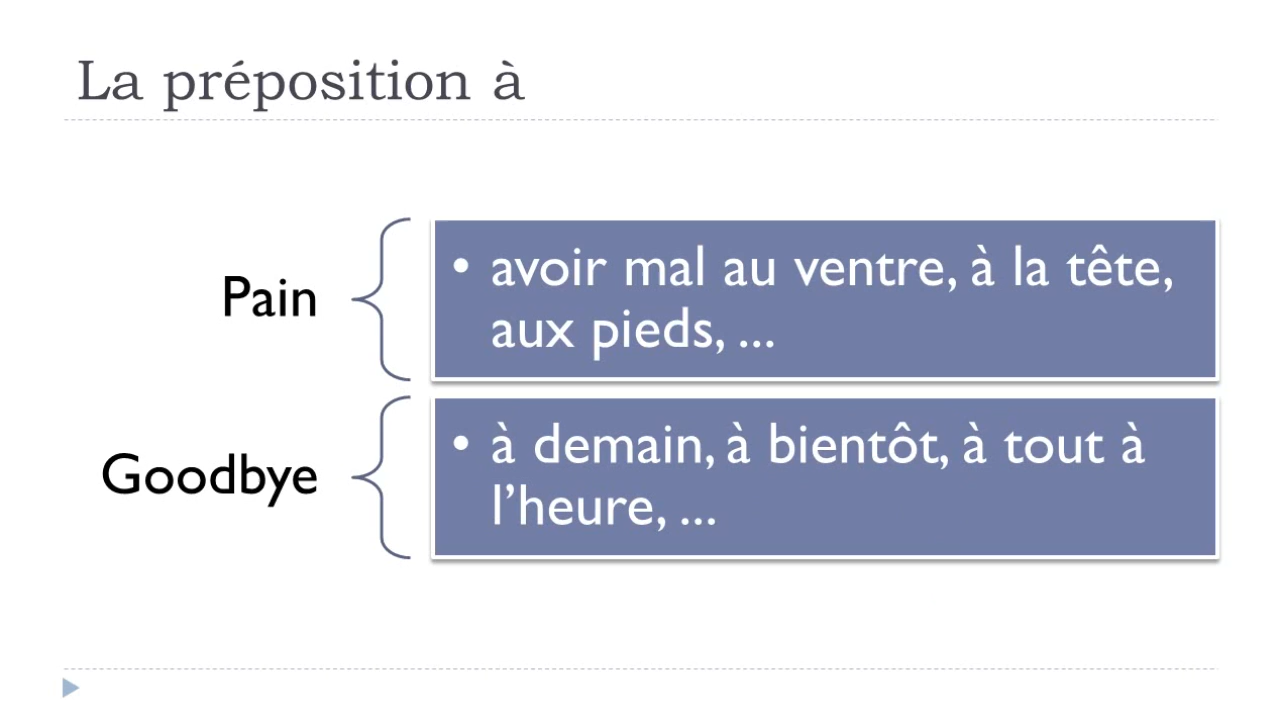 La préposition à
Pain
• avoir mal au ventre, à la tête,
aux pieds, ...
Goodbye
• à demain, à bientôt, à tout à
l’heure, ...